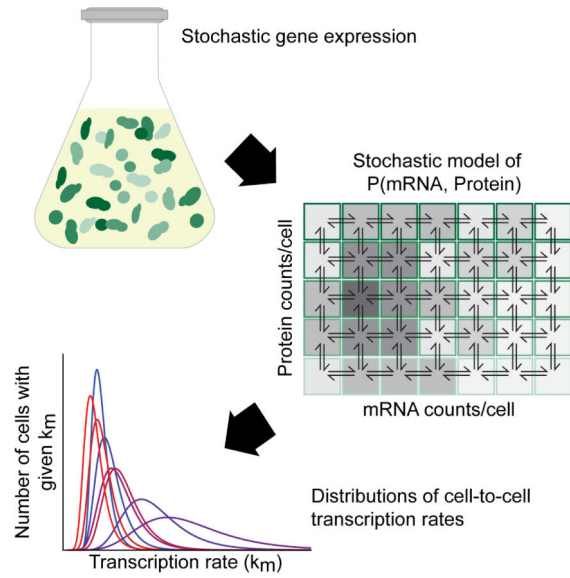 Stochastic gene expression
Stochastic model of
P(mRNA, Protein)
Protein counts/cell
mRNA counts/cell
Number of cells with
given km
Transcription rate (km)
Distributions of cell-to-cell
transcription rates